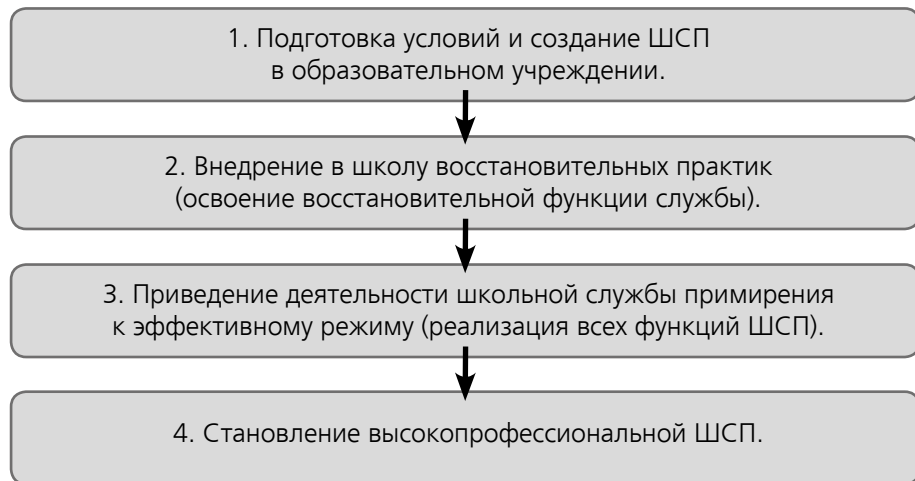 1. Подготовка условий и создание ШСП
в образовательном учреждении.
2. Внедрение в школу восстановительных практик
(освоение восстановительной функции службы).
3. Приведение деятельности школьной службы примирения
к эффективному режиму (реализация всех функций ШСП).
4. Становление высокопрофессиональной ШСП.